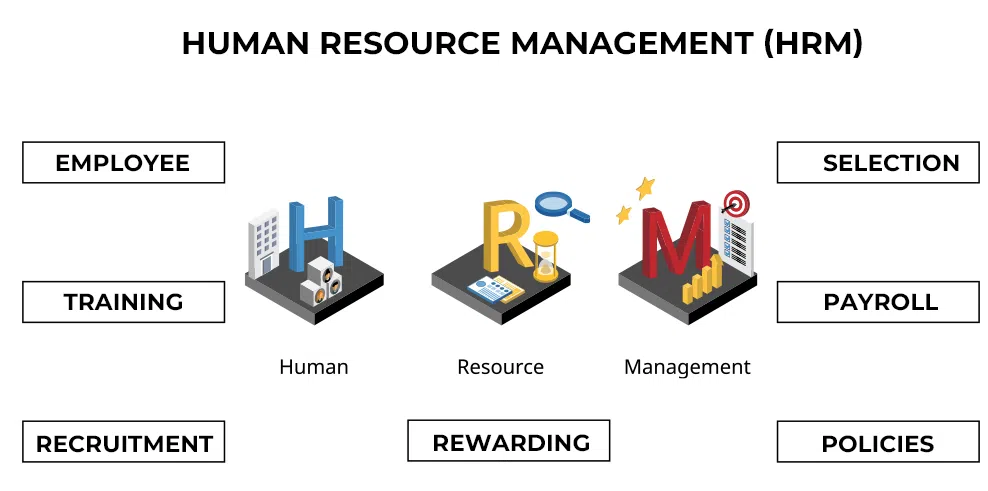 HUMAN RESOURCE MANAGEMENT (HRM)
EMPLOYEE
SELECTION
H
R
M
TRAINING
PAYROLL
Human
Resource
Management
RECRUITMENT
REWARDING
POLICIES